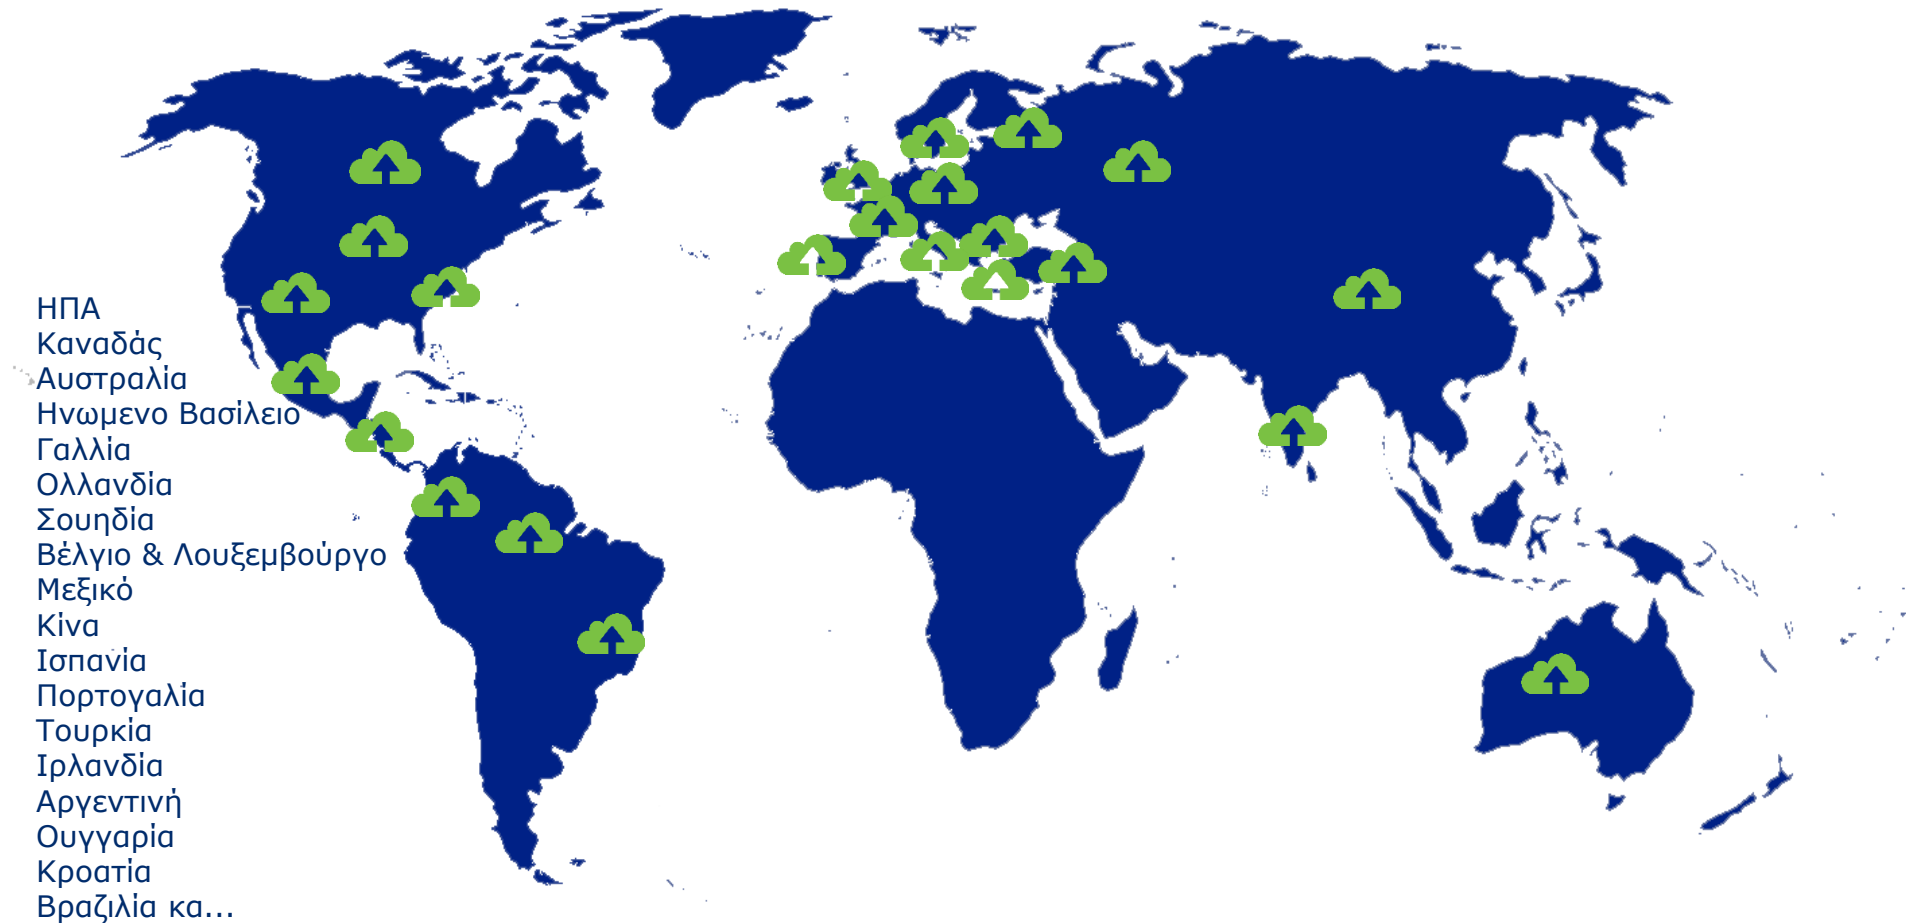 ΗΠΑ
Καναδάς
Αυστραλία
Ηνωμενο Βασίλειο
Γαλλία
Ολλανδία
Σουηδία
Βέλγιο & Λουξεμβούργο
Μεξικό
Κίνα
Ισπανία
Πορτογαλία
Τουρκία
Ιρλανδία
Αργεντινή
Ουγγαρία
Κροατία
Βραζιλία κα...